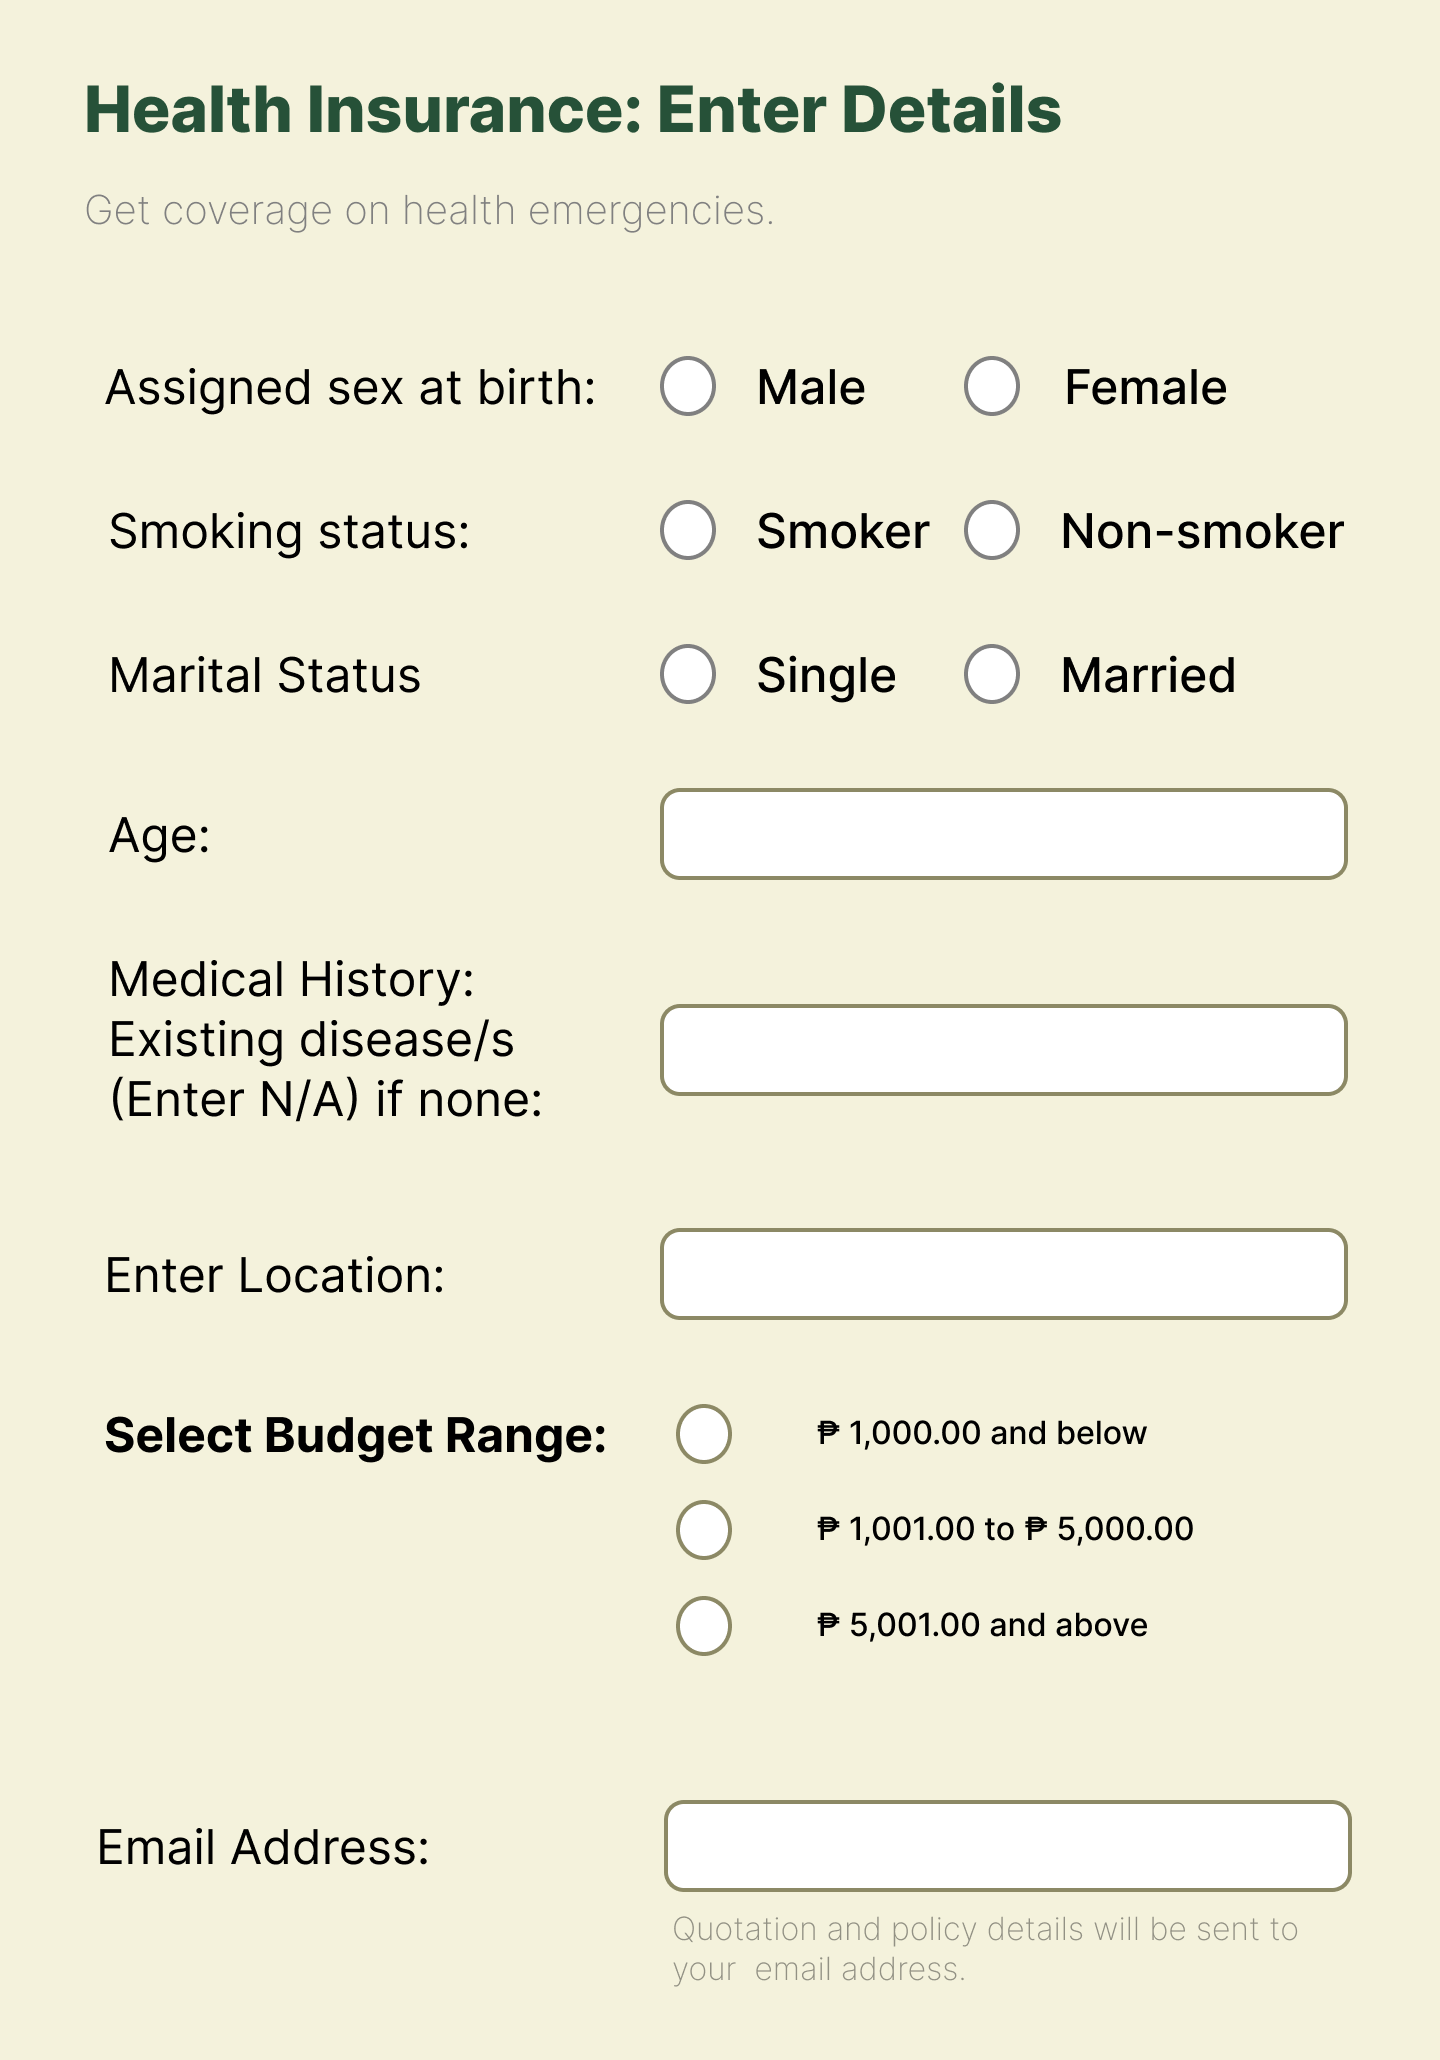 Health Insurance: Enter Details
Get coverage on health emergencies.
Assigned sex at birth: Male Female
Smoking status: Smoker Non-smoker
Marital Status Single Married
Age:
Medical History:
Existing disease/s
(Enter N/A) if none:
Enter Location:
Select Budget Range: ₱ 1,000.00 and below
₱ 1,001.00 to ₱ 5,000.00
₱ 5,001.00 and above
Email Address:
Quotation and policy details will be sent to
your  email address.